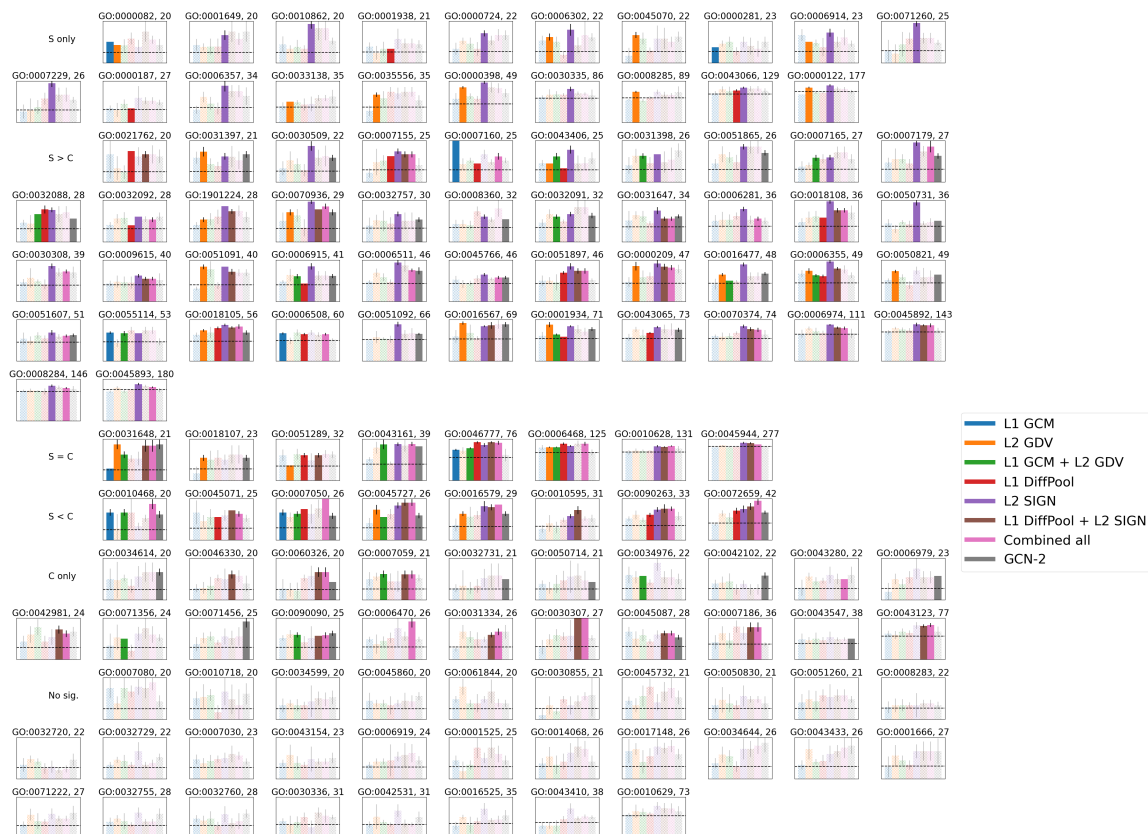 GO:0000082, 20 GO:0001649, 20 GO:0010862, 20 GO:0001938, 21 GO:0000724, 22 GO:0006302, 22 GO:0045070, 22 GO:0000281, 23 GO:0006914, 23 GO:0071260, 25
S only
GO:0007229, 26 GO:0000187, 27 GO:0006357, 34 GO:0033138, 35 GO:0035556, 35 GO:0000398, 49 GO:0030335, 86 GO:0008285, 89 GO:0043066, 129 GO:0000122, 177
GO:0021762, 20 GO:0031397, 21 GO:0030509, 22 GO:0007155, 25 GO:0007160, 25 GO:0043406, 25 GO:0031398, 26 GO:0051865, 26 GO:0007165, 27 GO:0007179, 27
S > C
GO:0032088, 28 GO:0032092, 28 GO:1901224, 28 GO:0070936, 29 GO:0032757, 30 GO:0008360, 32 GO:0032091, 32 GO:0031647, 34 GO:0006281, 36 GO:0018108, 36 GO:0050731, 36
GO:0030308, 39 GO:0009615, 40 GO:0051091, 40 GO:0006915, 41 GO:0006511, 46 GO:0045766, 46 GO:0051897, 46 GO:0000209, 47 GO:0016477, 48 GO:0006355, 49 GO:0050821, 49
GO:0051607, 51 GO:0055114, 53 GO:0018105, 56 GO:0006508, 60 GO:0051092, 66 GO:0016567, 69 GO:0001934, 71 GO:0043065, 73 GO:0070374, 74 GO:0006974, 111 GO:0045892, 143
GO:0008284, 146 GO:0045893, 180
GO:0031648, 21 GO:0018107, 23 GO:0051289, 32 GO:0043161, 39 GO:0046777, 76 GO:0006468, 125 GO:0010628, 131 GO:0045944, 277
S = C
GO:0010468, 20 GO:0045071, 25 GO:0007050, 26 GO:0045727, 26 GO:0016579, 29 GO:0010595, 31 GO:0090263, 33 GO:0072659, 42
S < C
GO:0034614, 20 GO:0046330, 20 GO:0060326, 20 GO:0007059, 21 GO:0032731, 21 GO:0050714, 21 GO:0034976, 22 GO:0042102, 22 GO:0043280, 22 GO:0006979, 23
C only
GO:0042981, 24 GO:0071356, 24 GO:0071456, 25 GO:0090090, 25 GO:0006470, 26 GO:0031334, 26 GO:0030307, 27 GO:0045087, 28 GO:0007186, 36 GO:0043547, 38 GO:0043123, 77
GO:0007080, 20 GO:0010718, 20 GO:0034599, 20 GO:0045860, 20 GO:0061844, 20 GO:0030855, 21 GO:0045732, 21 GO:0050830, 21 GO:0051260, 21 GO:0008283, 22
No sig.
GO:0032720, 22 GO:0032729, 22 GO:0007030, 23 GO:0043154, 23 GO:0006919, 24 GO:0001525, 25 GO:0014068, 26 GO:0017148, 26 GO:0034644, 26 GO:0043433, 26 GO:0001666, 27
GO:0071222, 27 GO:0032755, 28 GO:0032760, 28 GO:0030336, 31 GO:0042531, 31 GO:0016525, 35 GO:0043410, 38 GO:0010629, 73
L1 GCM
L2 GDV
L1 GCM + L2 GDV
L1 DiffPool
L2 SIGN
L1 DiffPool + L2 SIGN
Combined all
GCN-2